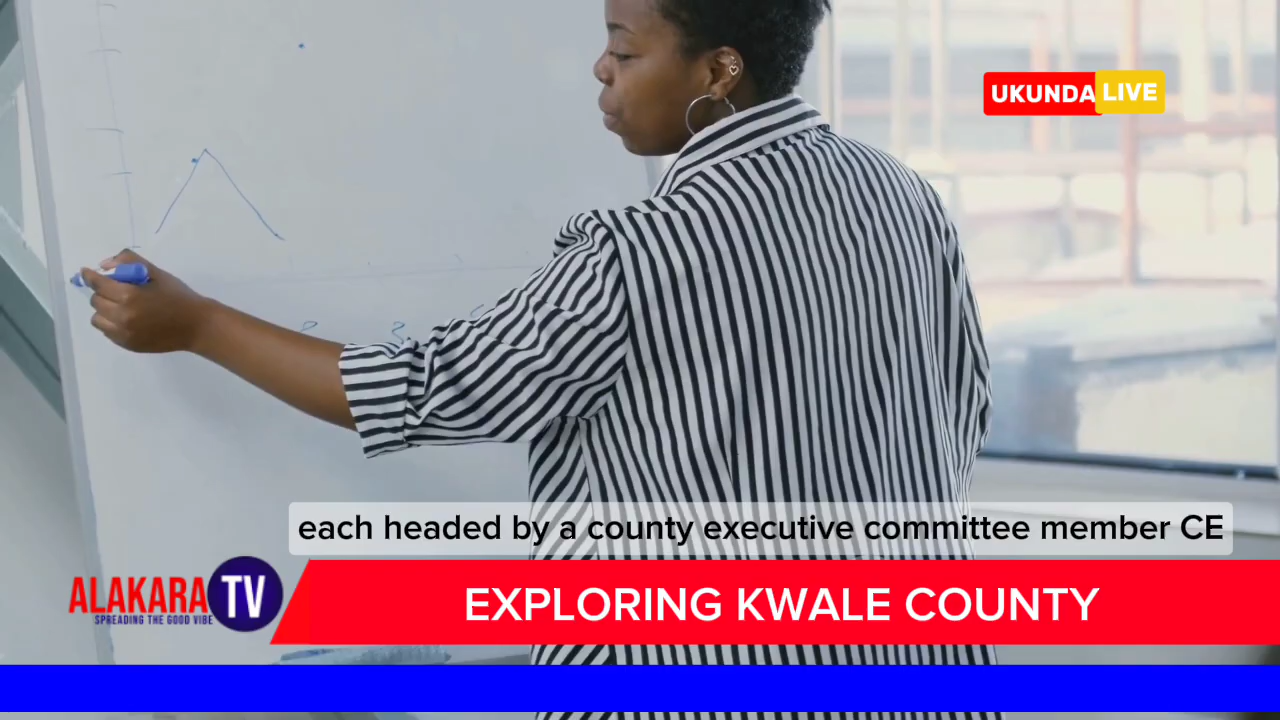 UKUNDA LIVE
each headed by a county executive committee member CE
ALAKARA TV
SPREADING THE GOOD VIBE
EXPLORING KWALE COUNTY